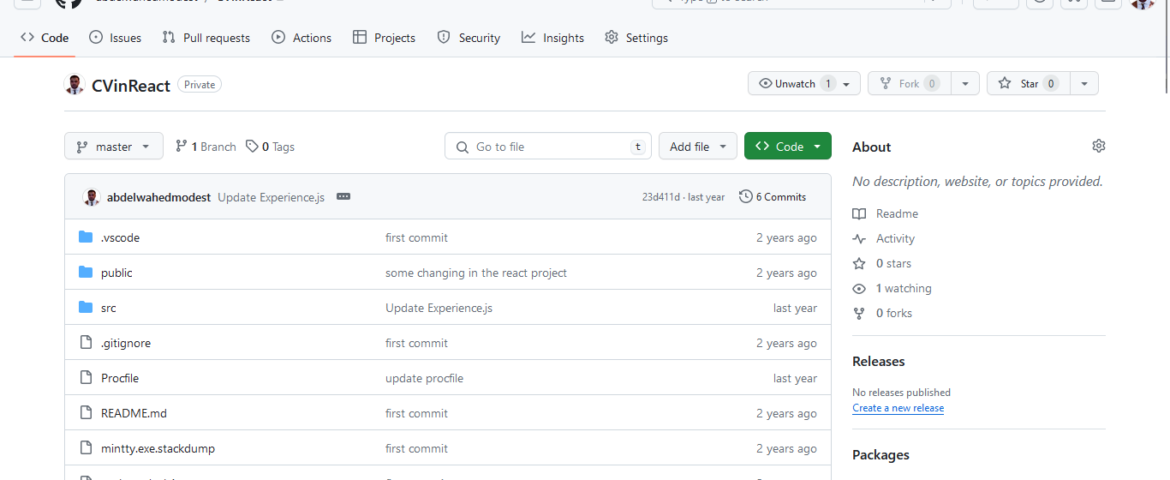 Code Issues Pull requests Actions Projects Security Insights Settings
CVinReact Private Unwatch 1 Fork 0 Star 0
master 1 Branch 0 Tags Go to file t Add file Code
About
No description, website, or topics provided.
abdelwahedmodest Update Experience.js 23d411d · last year 6 Commits
.vscode first commit 2 years ago
public some changing in the react project 2 years ago
src Update Experience.js last year
.gitignore first commit 2 years ago
Procfile update procfile last year
README.md first commit 2 years ago
mintty.exe.stackdump first commit 2 years ago
Readme
Activity
0 stars
1 watching
0 forks
Releases
No releases published
Create a new release
Packages